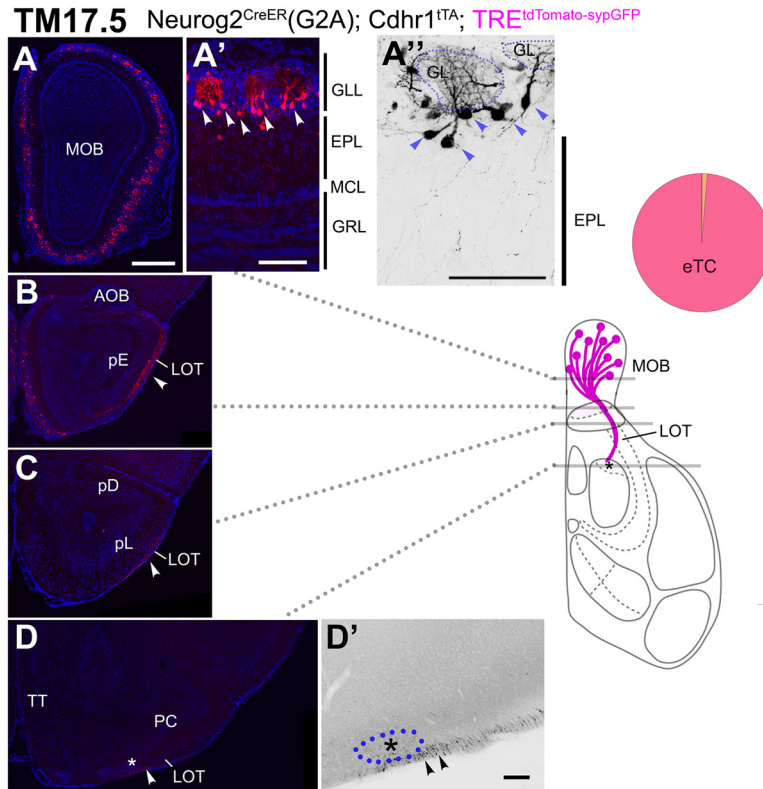 TM17.5 Neurog2CreER(G2A); Cdhr1tTA; TREtdTomato-sypGFP
A
MOB
A’
GLL
EPL
MCL
GRL
A’’
GL
GL
EPL
eTC
B
AOB
pE
LOT
MOB
LOT
*
C
pD
pL
LOT
D
TT
PC
*
LOT
D’
*